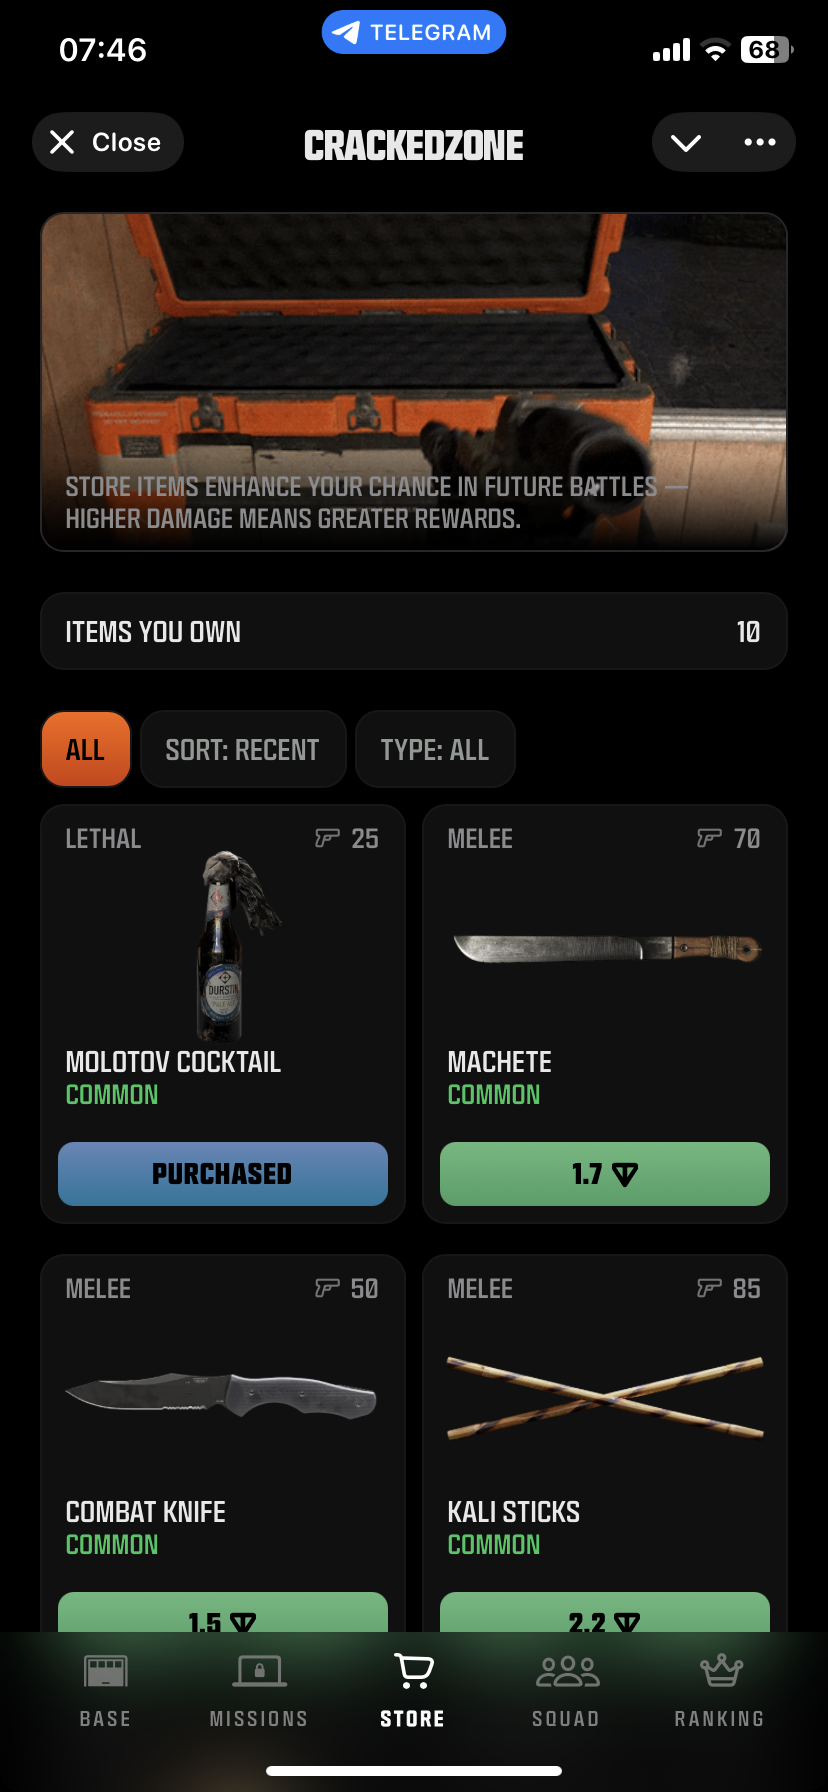 07:46
TELEGRAM
68
Close
CRACKEDZONE
STORE ITEMS ENHANCE YOUR CHANCE IN FUTURE BATTLES —
HIGHER DAMAGE MEANS GREATER REWARDS.
ITEMS YOU OWN
10
ALL
SORT: RECENT
TYPE: ALL
LETHAL
25
MOLOTOV COCKTAIL
COMMON
PURCHASED
MELEE
70
MACHETE
COMMON
1.7
MELEE
50
COMBAT KNIFE
COMMON
1.5
MELEE
85
KALI STICKS
COMMON
2.2
BASE
MISSIONS
STORE
SQUAD
RANKING